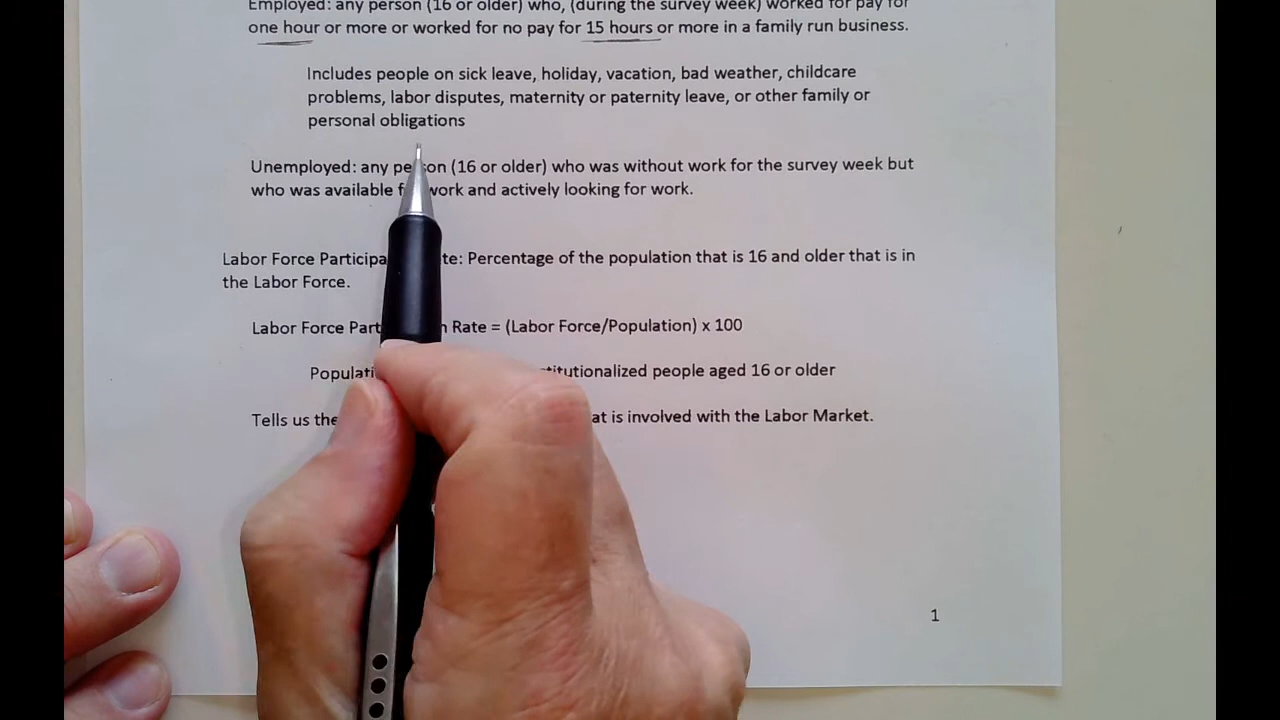 Employed: any person (16 or older) who, (during the survey week) worked for pay for
one hour or more or worked for no pay for 15 hours or more in a family run business.
Includes people on sick leave, holiday, vacation, bad weather, childcare
problems, labor disputes, maternity or paternity leave, or other family or
personal obligations
Unemployed: any person (16 or older) who was without work for the survey week but
who was available work and actively looking for work.
Labor Force Percentage of the population that is 16 and older that is in
the Labor Force.
Labor Force Rate = (Labor Force/Population) x 100
people aged 16 or older
Tells us the is involved with the Labor Market.
1